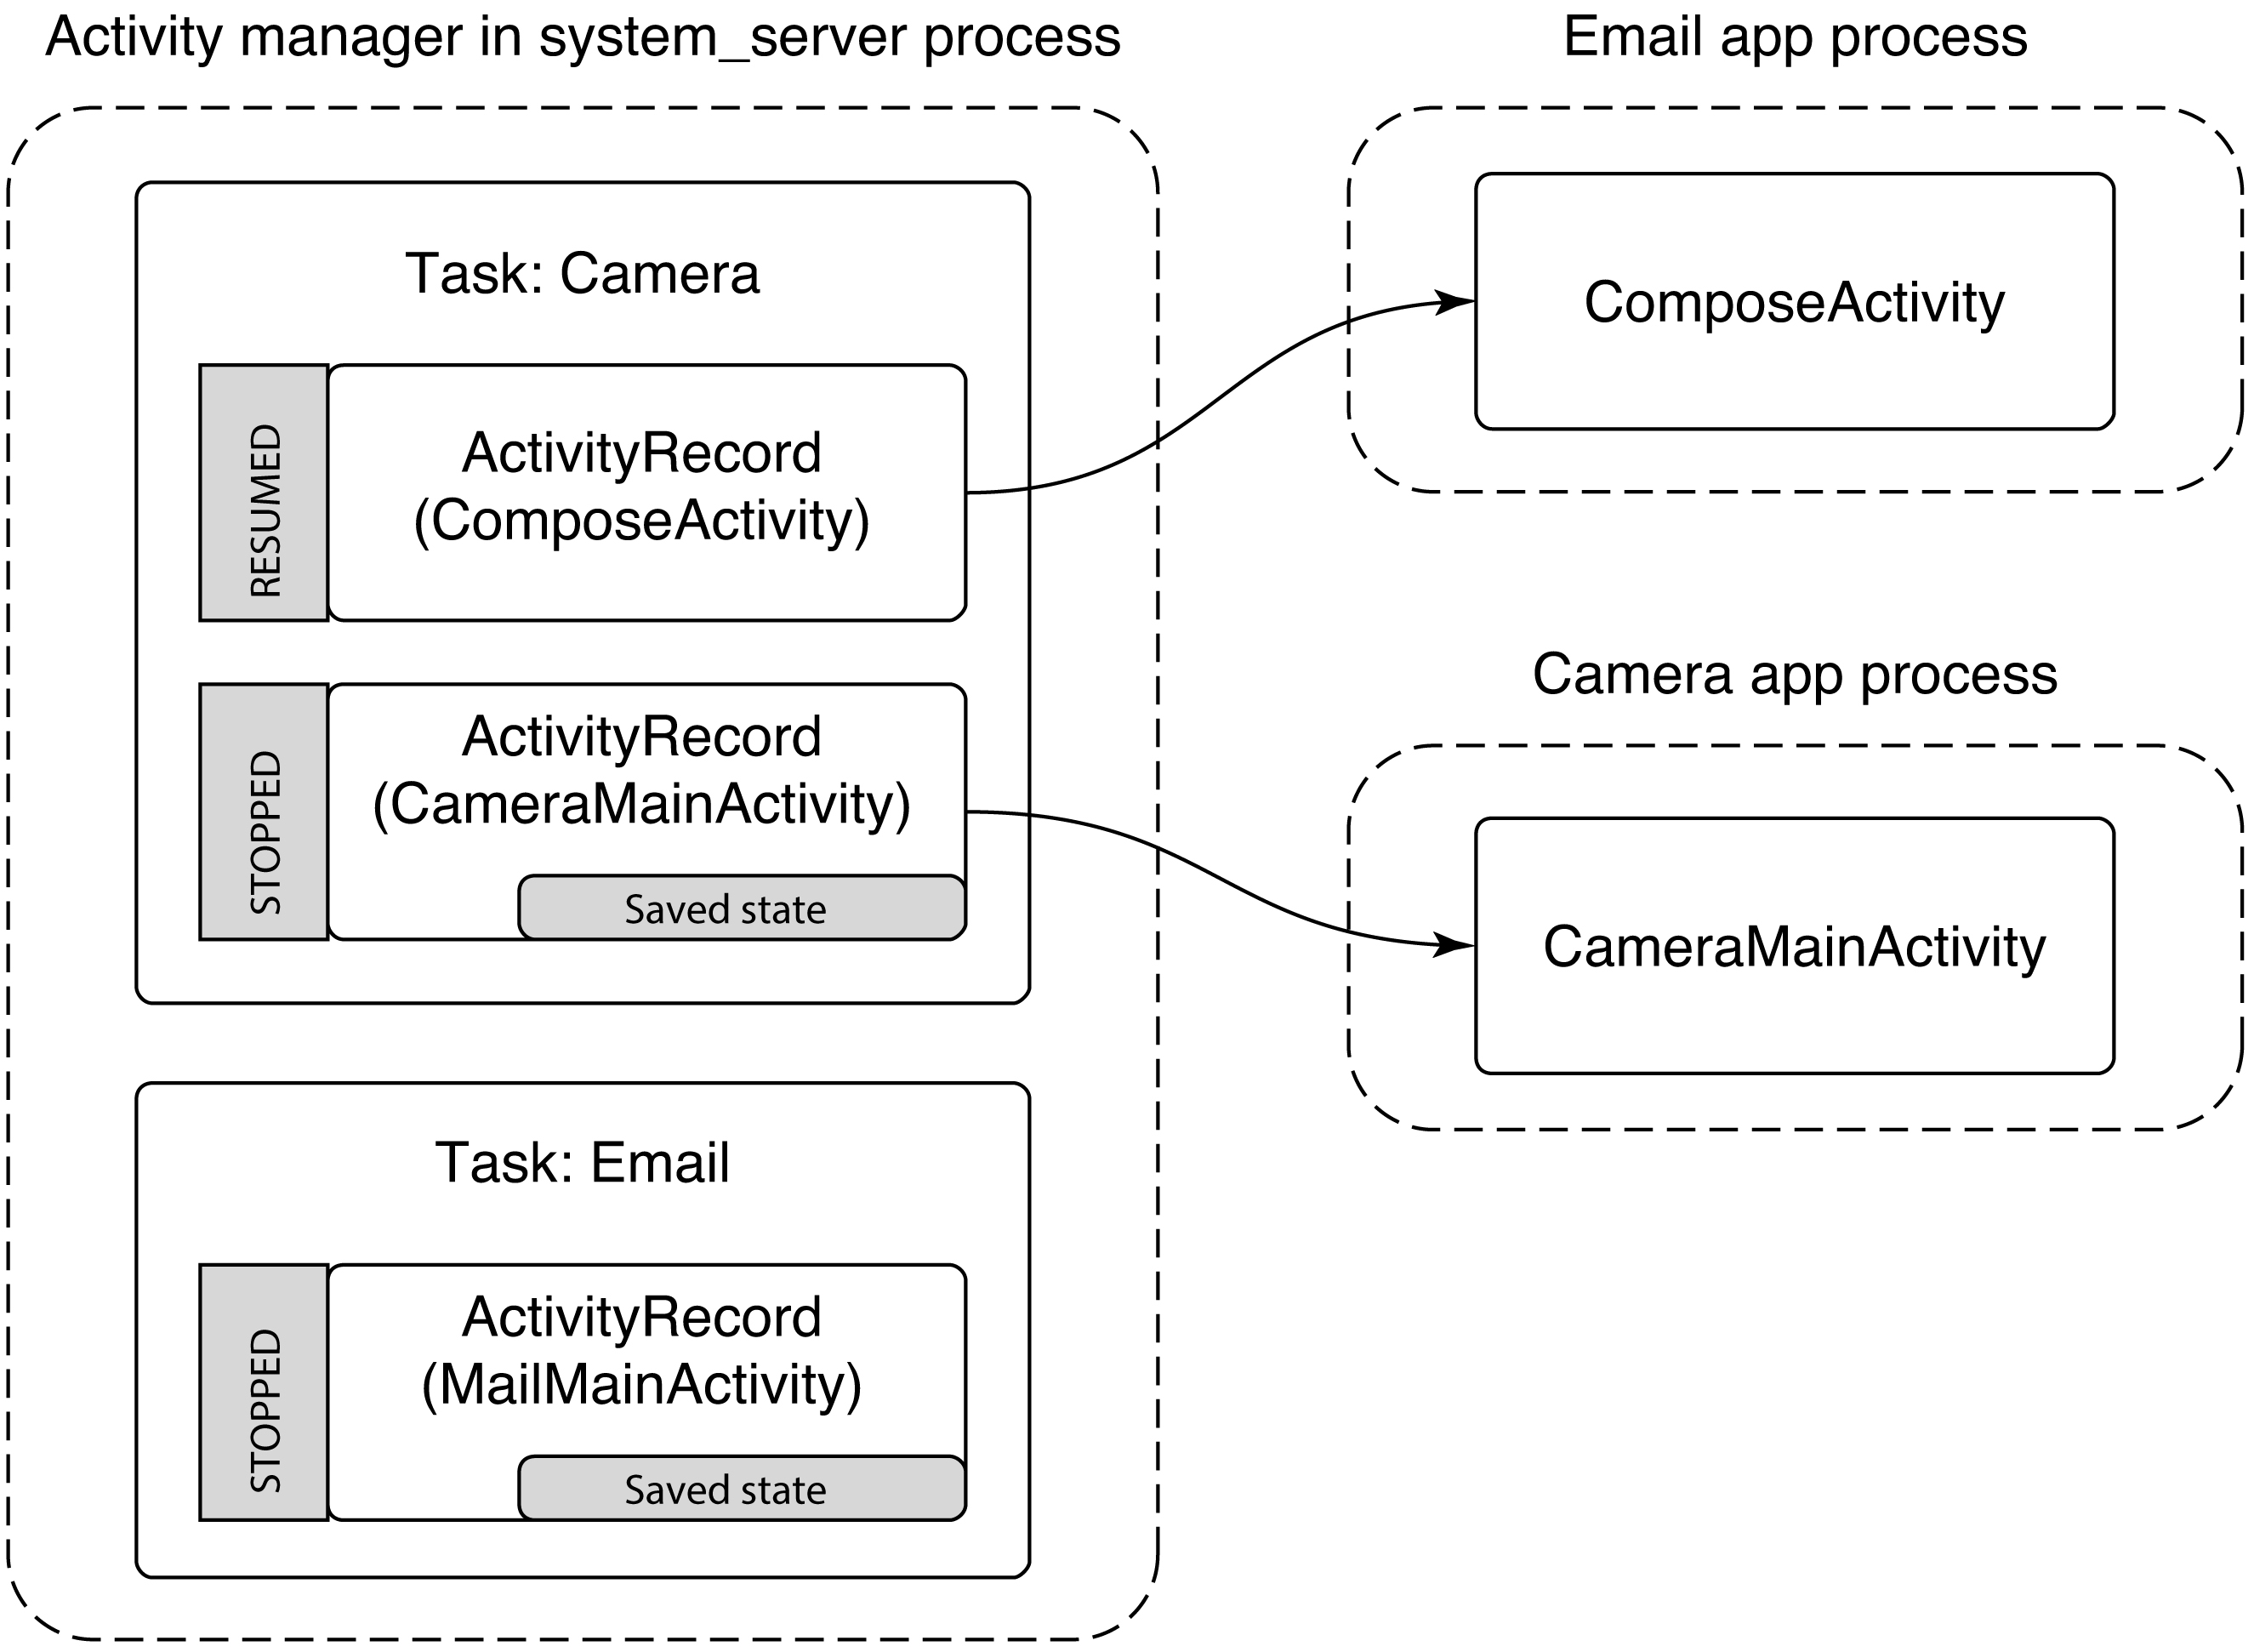 Activity manager in system_server process
Task: Camera
RESUMED
ActivityRecord
(ComposeActivity)
STOPPED
ActivityRecord
(CameraMainActivity)
Saved state
Task: Email
STOPPED
ActivityRecord
(MailMainActivity)
Saved state
Email app process
ComposeActivity
Camera app process
CameraMainActivity